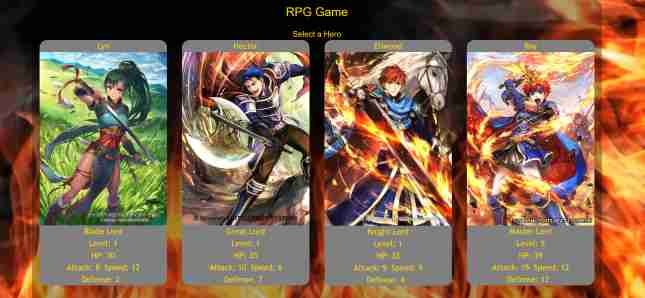 RPG Game
Select a Hero
Lyn
Hector
Eliwood
Roy
Blade Lord
Level: 1
HP: 30
Attack: 8 Speed: 12
Defense: 2
Great Lord
Level: 1
HP: 35
Attack: 10 Speed: 6
Defense: 7
Knight Lord
Level: 1
HP: 33
Attack: 9 Speed: 9
Defense: 4
Master Lord
Level: 5
HP: 39
Attack: 15 Speed: 12
Defense: 12